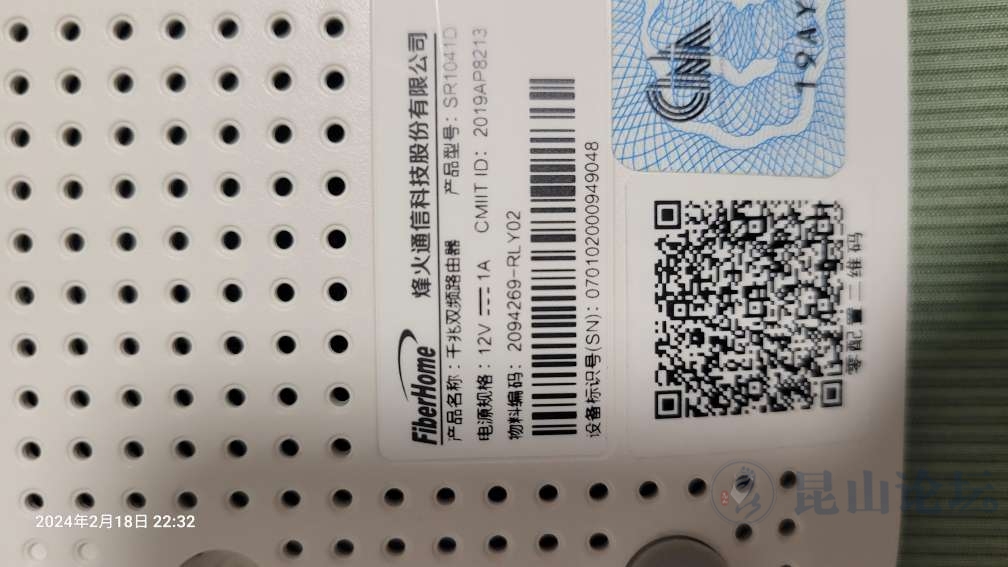 FiberHome 烽火通信科技股份有限公司
产品名称：千兆双频路由器 产品型号：SR1041D
电源规格：12V 1A CMIIT ID：2019AP8213
物料编码：2094269-RLY02
设备标识号(SN)：070102000949048
CNA
19AY
零配置二维码
昆山论坛
2024年2月18日 22:32